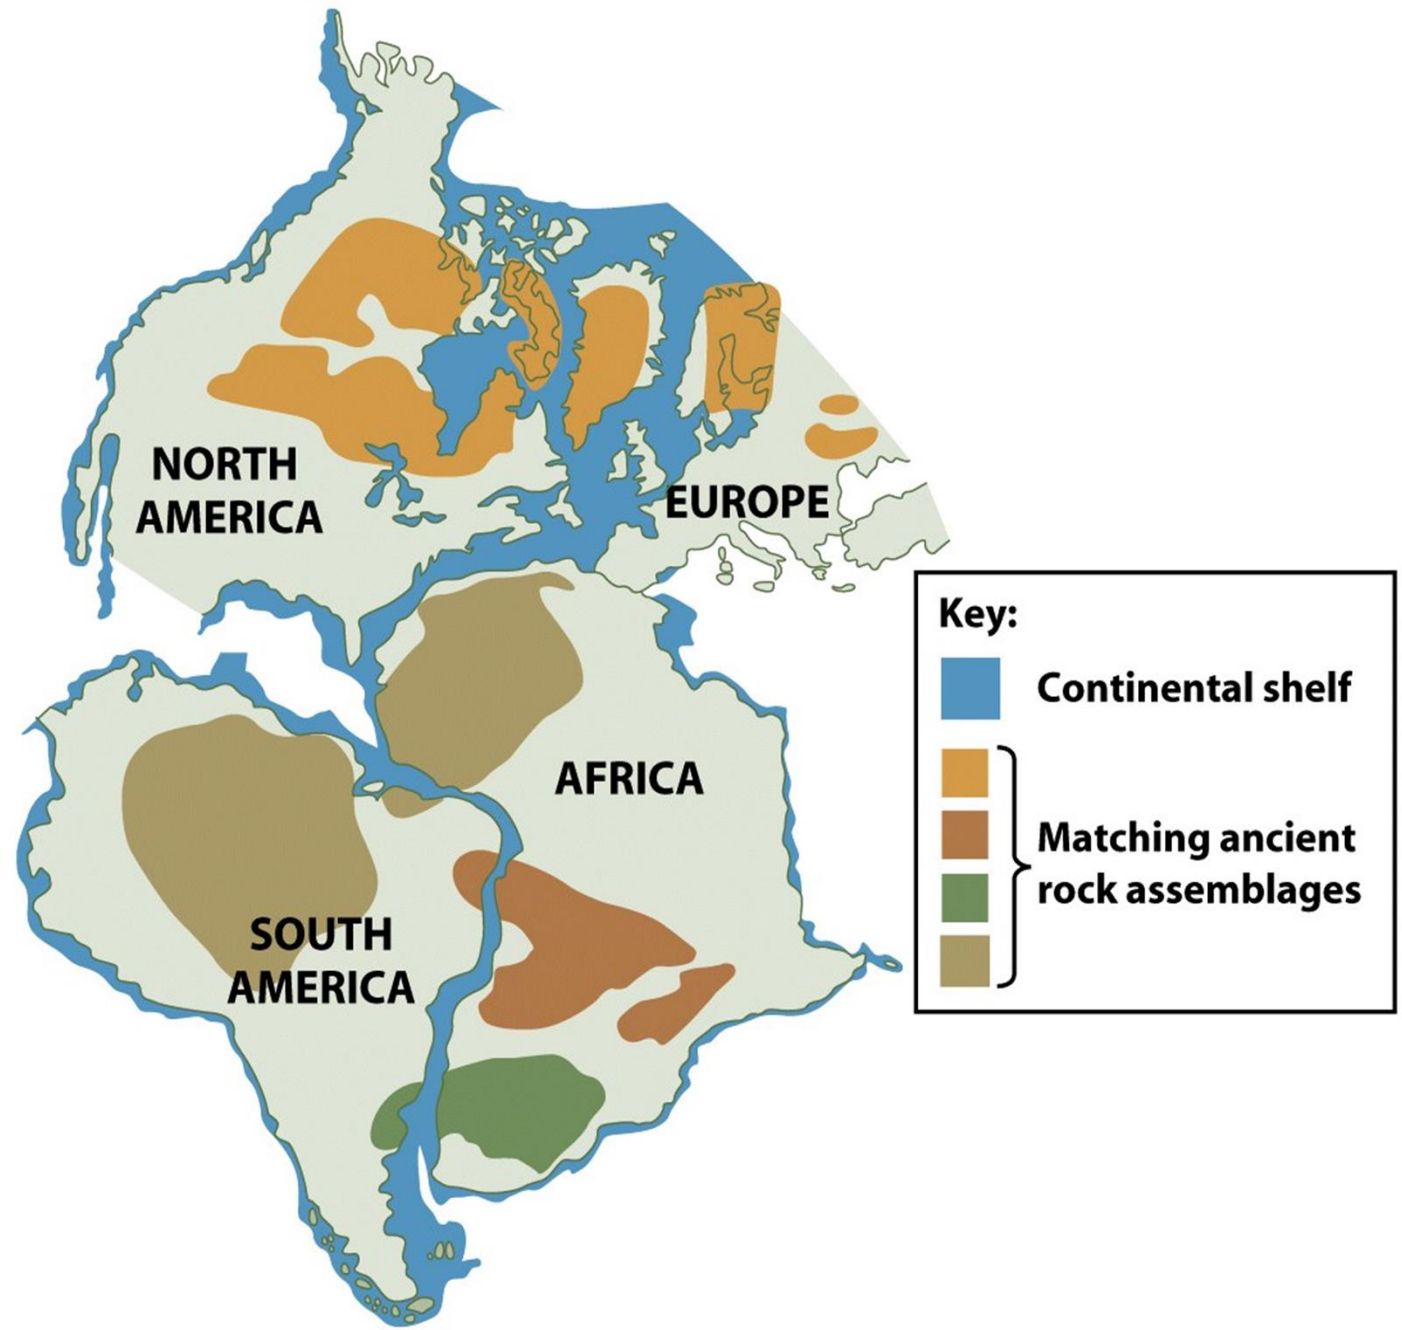 NORTH
AMERICA
EUROPE
Key:
Continental shelf
AFRICA
Matching ancient
rock assemblages
SOUTH
AMERICA